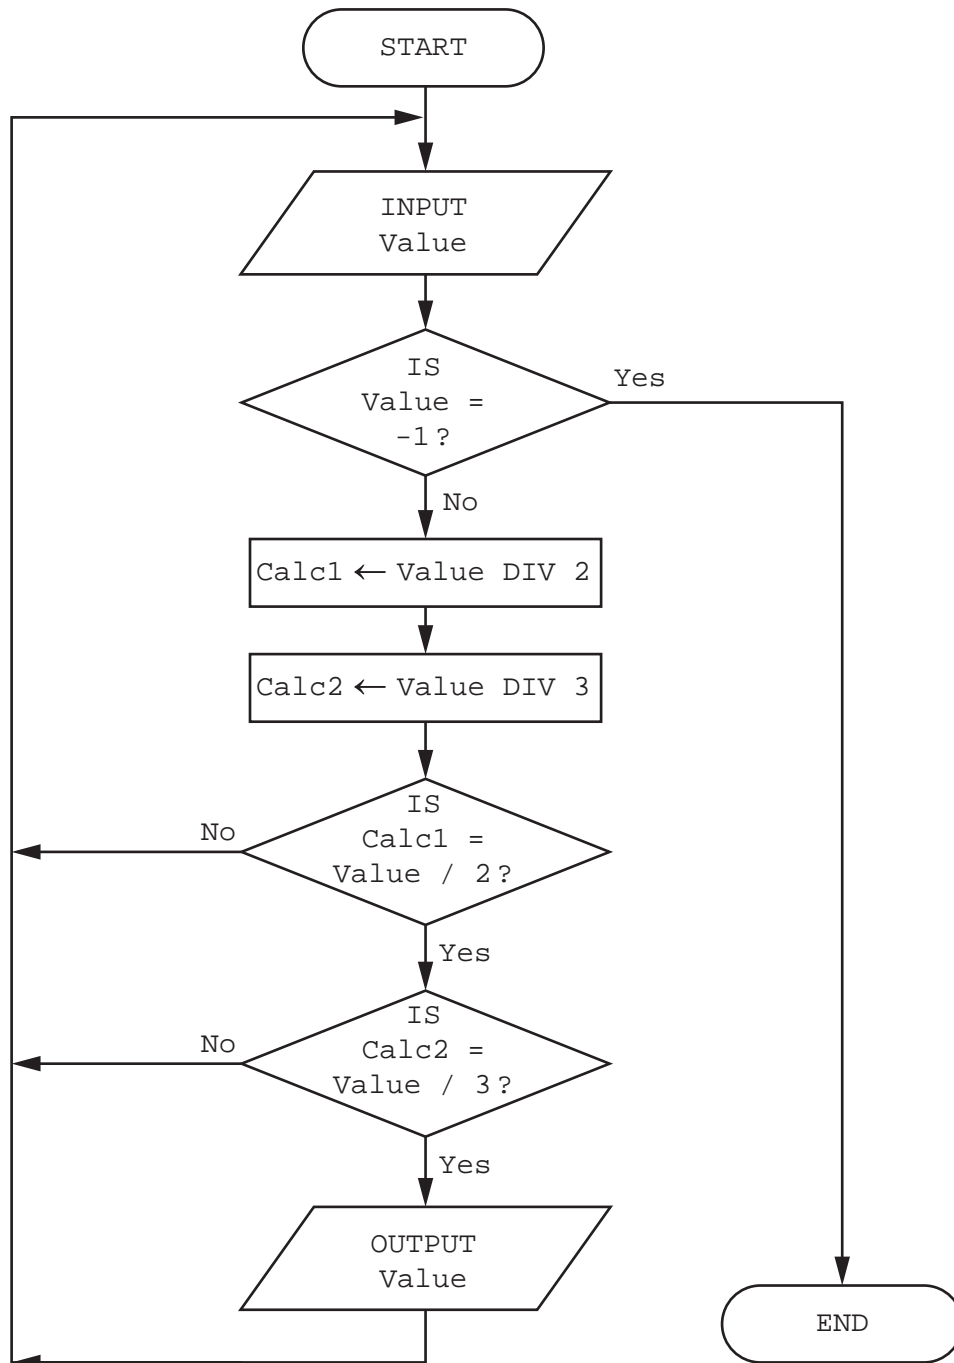 START
INPUT
Value
IS
Value =
-1?
Yes
No
Calc1 ← Value DIV 2
Calc2 ← Value DIV 3
IS
Calc1 =
Value / 2?
No
Yes
IS
Calc2 =
Value / 3?
No
Yes
OUTPUT
Value
END